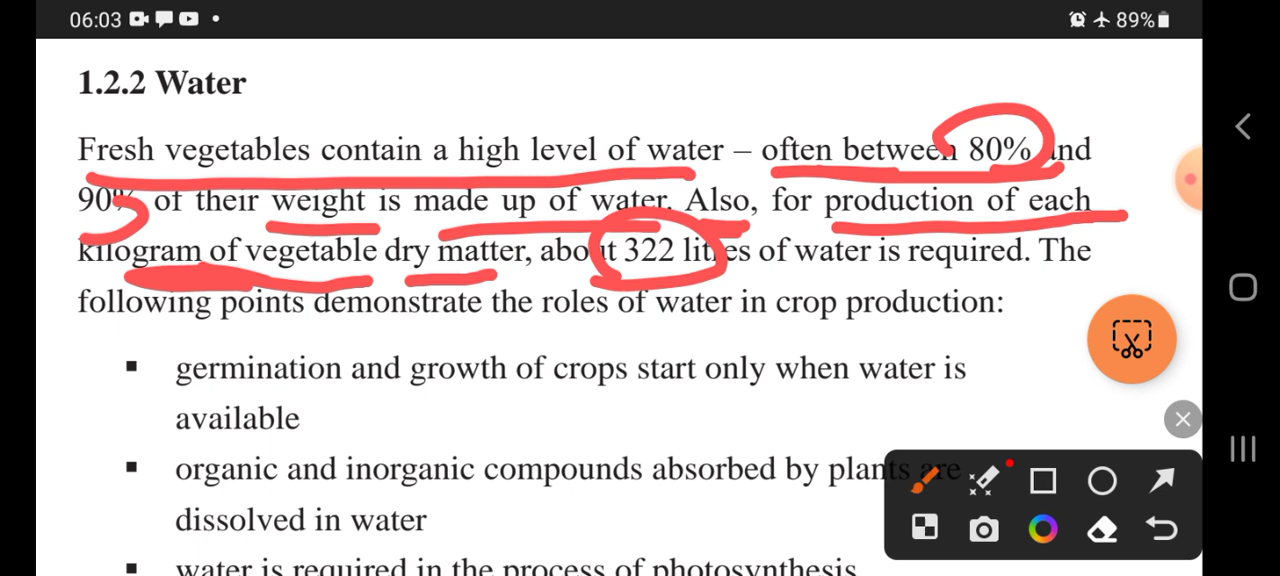 06:03
89%
1.2.2 Water
Fresh vegetables contain a high level of water – often between 80% and
90% of their weight is made up of water. Also, for production of each
kilogram of vegetable dry matter, about 322 litres of water is required. The
following points demonstrate the roles of water in crop production:
▪ germination and growth of crops start only when water is
available
▪ organic and inorganic compounds absorbed by plants are
dissolved in water
▪ water is required in the process of photosynthesis